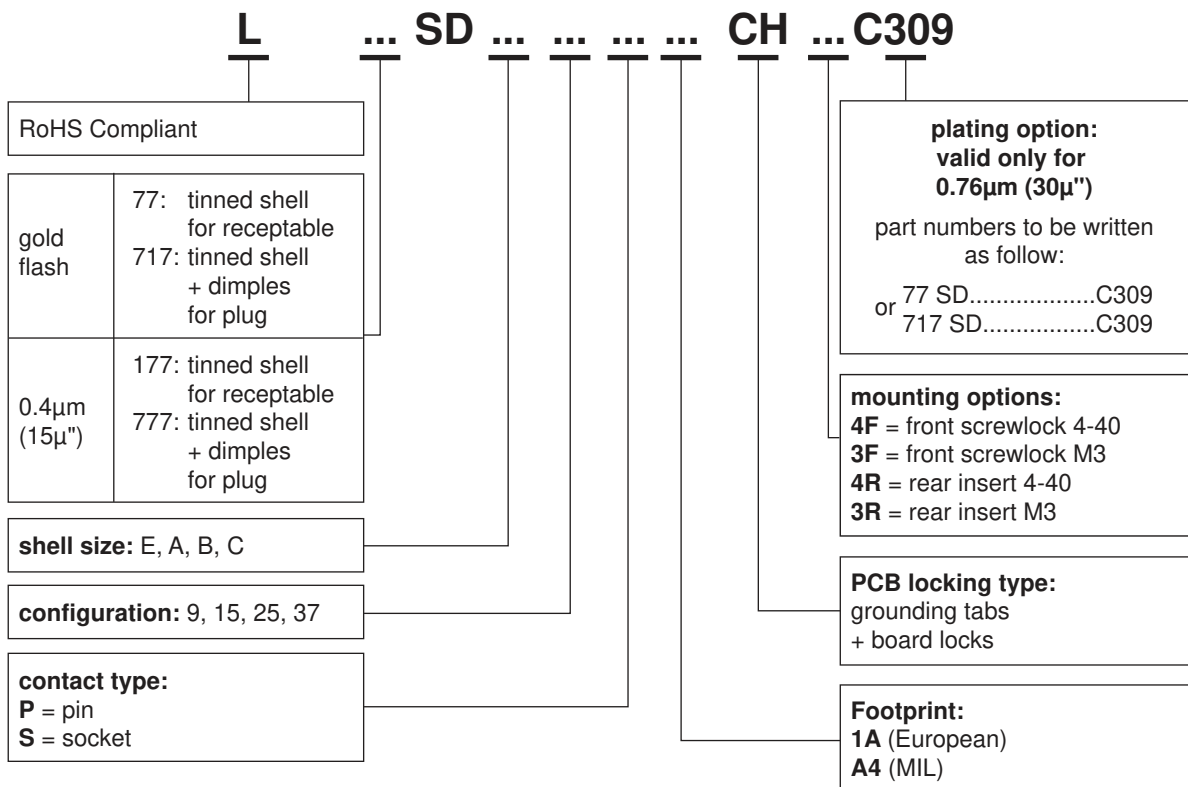 L ... SD ... ... ... ... CH ... C309
RoHS Compliant
gold
flash
77: tinned shell
for receptable
717: tinned shell
+ dimples
for plug
0.4µm
(15µ")
177: tinned shell
for receptable
777: tinned shell
+ dimples
for plug
shell size: E, A, B, C
configuration: 9, 15, 25, 37
contact type:
P = pin
S = socket
plating option:
valid only for
0.76µm (30µ")
part numbers to be written
as follow:
or 77 SD...................C309
717 SD.................C309
mounting options:
4F = front screwlock 4-40
3F = front screwlock M3
4R = rear insert 4-40
3R = rear insert M3
PCB locking type:
grounding tabs
+ board locks
Footprint:
1A (European)
A4 (MIL)